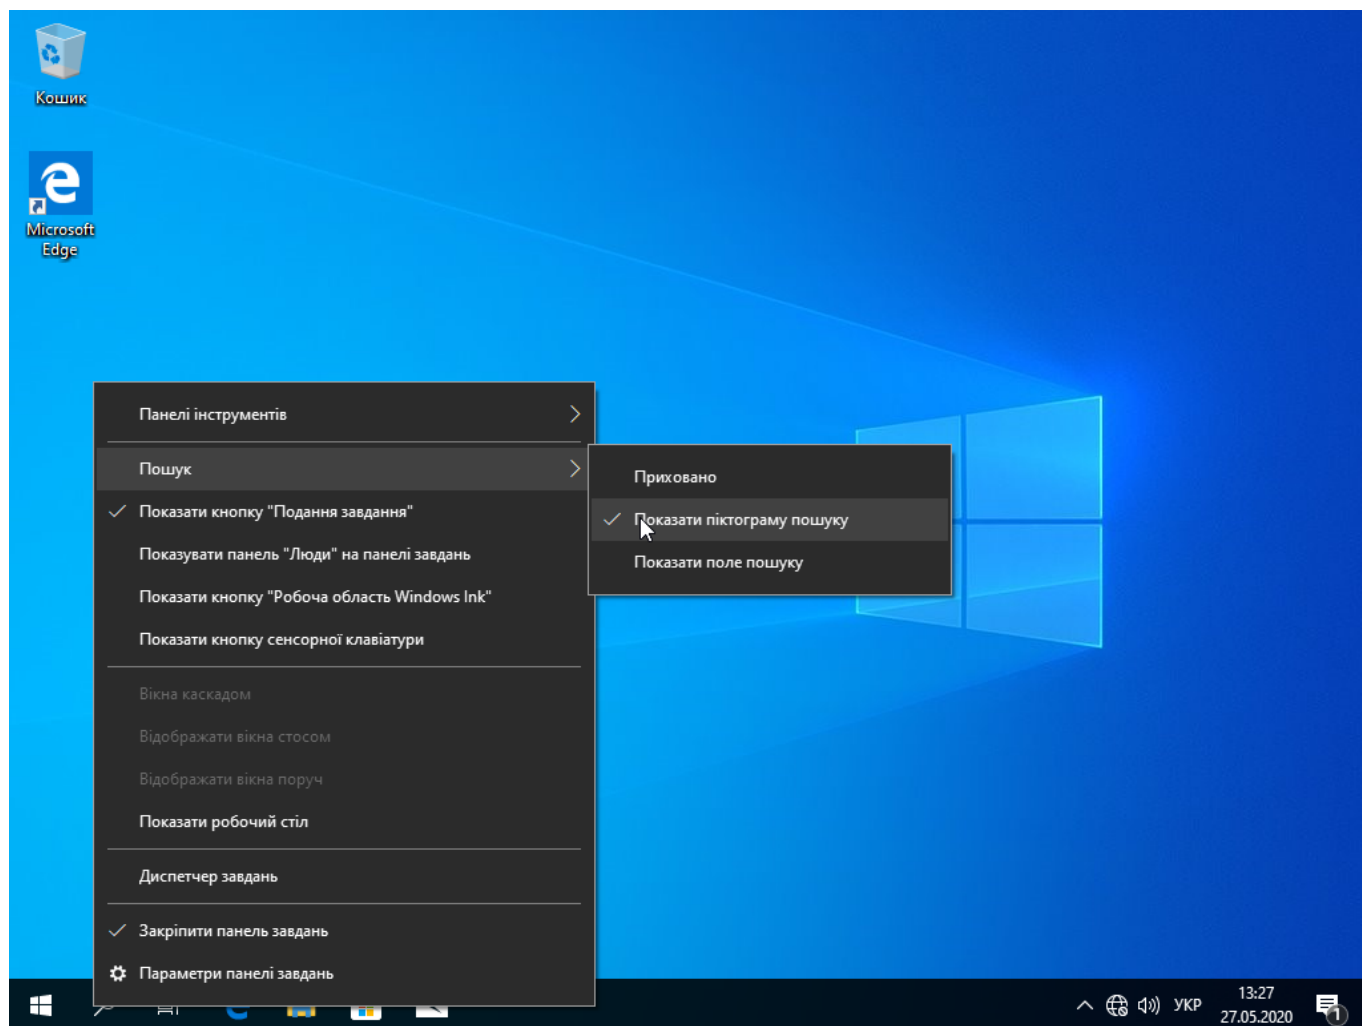 Кошик
Microsoft
Edge
Панелі інструментів
Пошук
Показати кнопку "Подання завдання"
Показувати панель "Люди" на панелі завдань
Показати кнопку "Робоча область Windows Ink"
Показати кнопку сенсорної клавіатури
Вікна каскадом
Відображати вікна стосом
Відображати вікна поруч
Показати робочий стіл
Диспетчер завдань
Закріпити панель завдань
Параметри панелі завдань
Приховано
Показати піктограму пошуку
Показати поле пошуку
УКР
13:27
27.05.2020
1